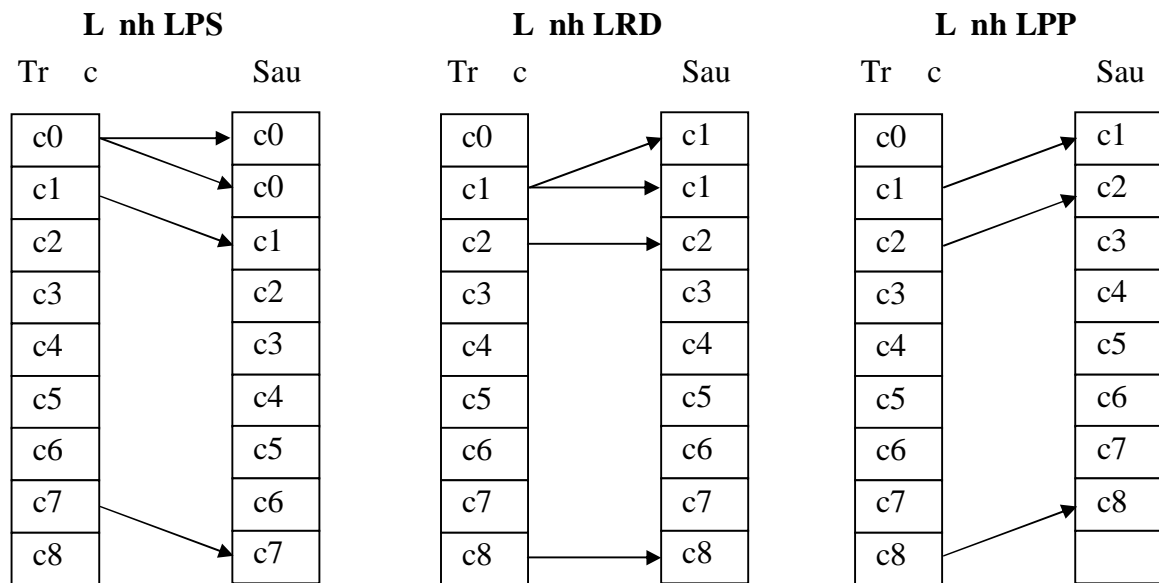 L nh LPS L nh LRD L nh LPP
Tr c Sau Tr c Sau Tr c Sau
c0 c0 c0 c1 c0 c1
c1 c0 c1 c1 c1 c2
c2 c1 c2 c2 c2 c3
c3 c2 c3 c3 c3 c4
c4 c3 c4 c4 c4 c5
c5 c4 c5 c5 c5 c6
c6 c5 c6 c6 c6 c7
c7 c6 c7 c7 c7 c8
c8 c7 c8 c8 c8